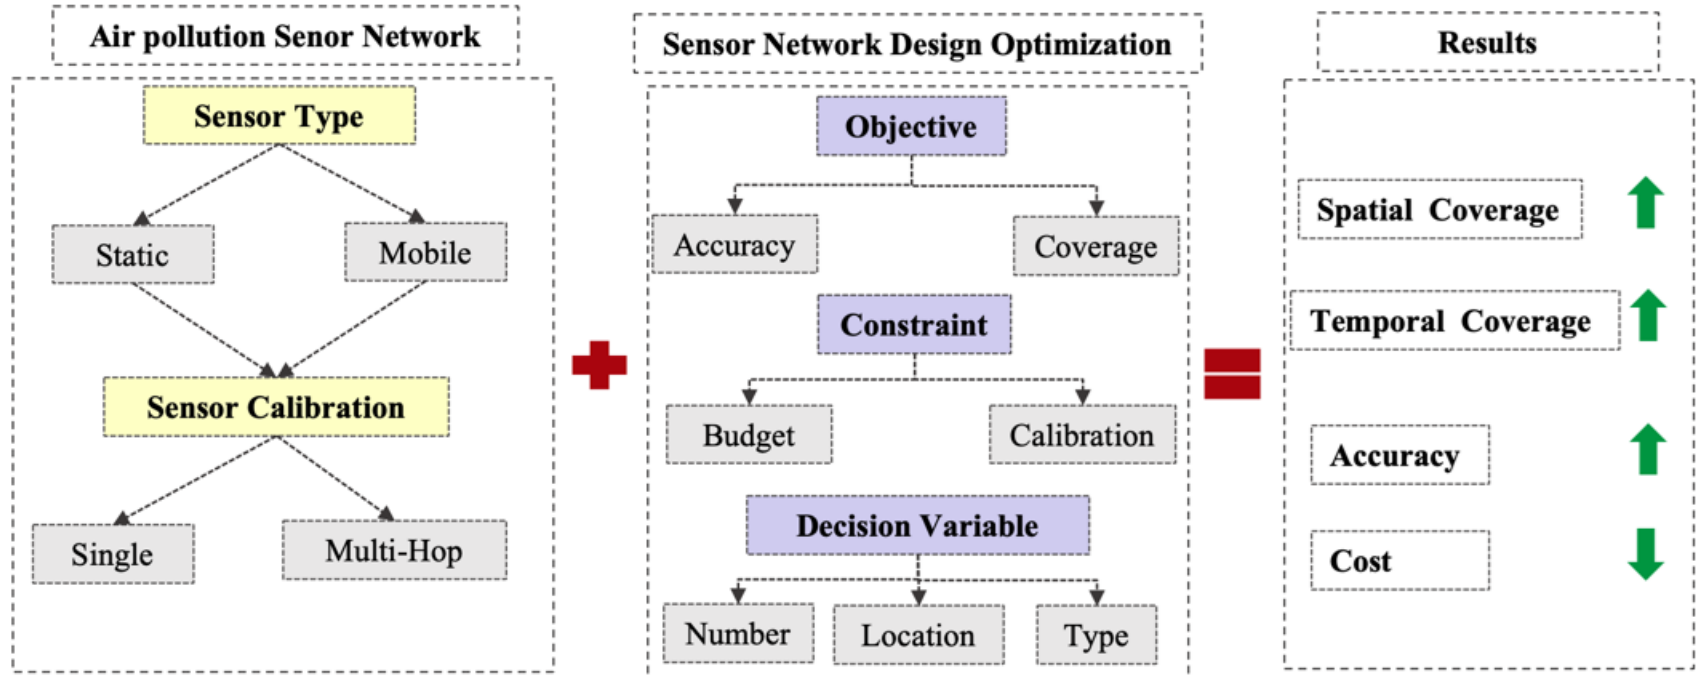 Air pollution Senor Network
Sensor Type
Static
Mobile
Sensor Calibration
Single
Multi-Hop
Sensor Network Design Optimization
Objective
Accuracy
Coverage
Constraint
Budget
Calibration
Decision Variable
Number
Location
Type
Results
Spatial Coverage
Temporal Coverage
Accuracy
Cost